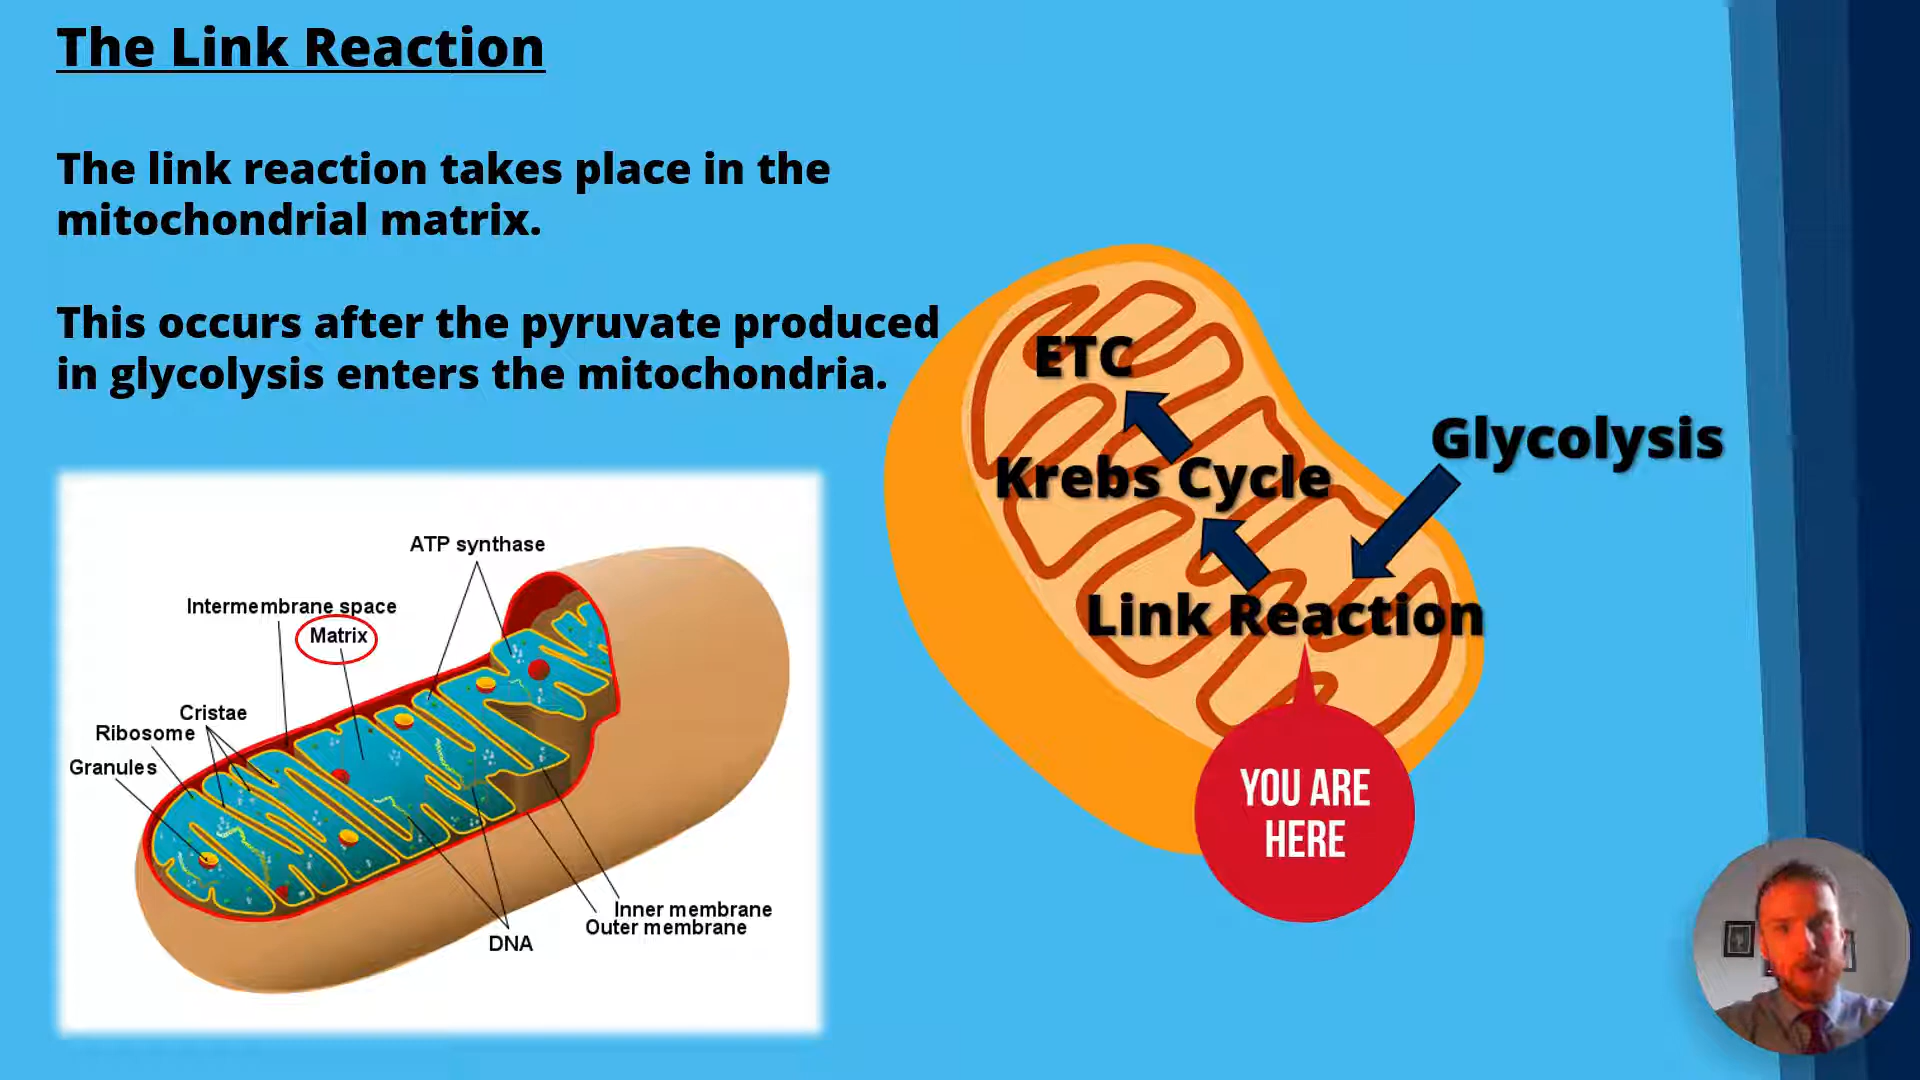 The Link Reaction
The link reaction takes place in the
mitochondrial matrix.
This occurs after the pyruvate produced
in glycolysis enters the mitochondria.
ETC
Krebs Cycle
Glycolysis
Link Reaction
YOU ARE
HERE
ATP synthase
Intermembrane space
Matrix
Cristae
Ribosome
Granules
Inner membrane
Outer membrane
DNA